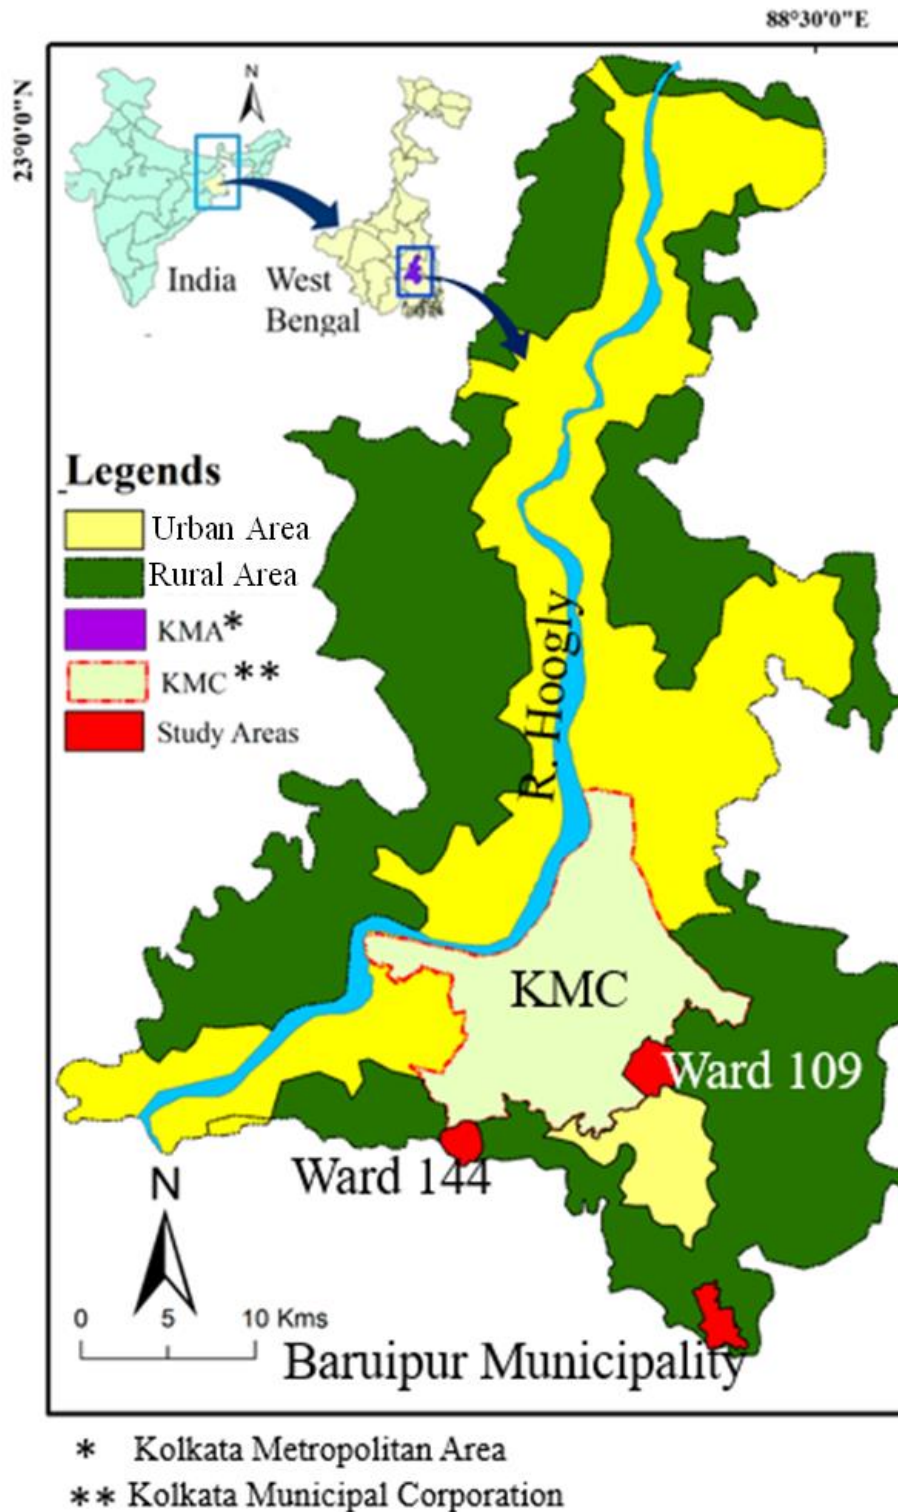 88°30'0"E
23°0'0"N
N
India
West
Bengal
Legends
Urban Area
Rural Area
KMA*
KMC**
Study Areas
R. Hoogly
KMC
Ward 109
Ward 144
N
0 5 10 Kms
Baruipur Municipality
* Kolkata Metropolitan Area
** Kolkata Municipal Corporation